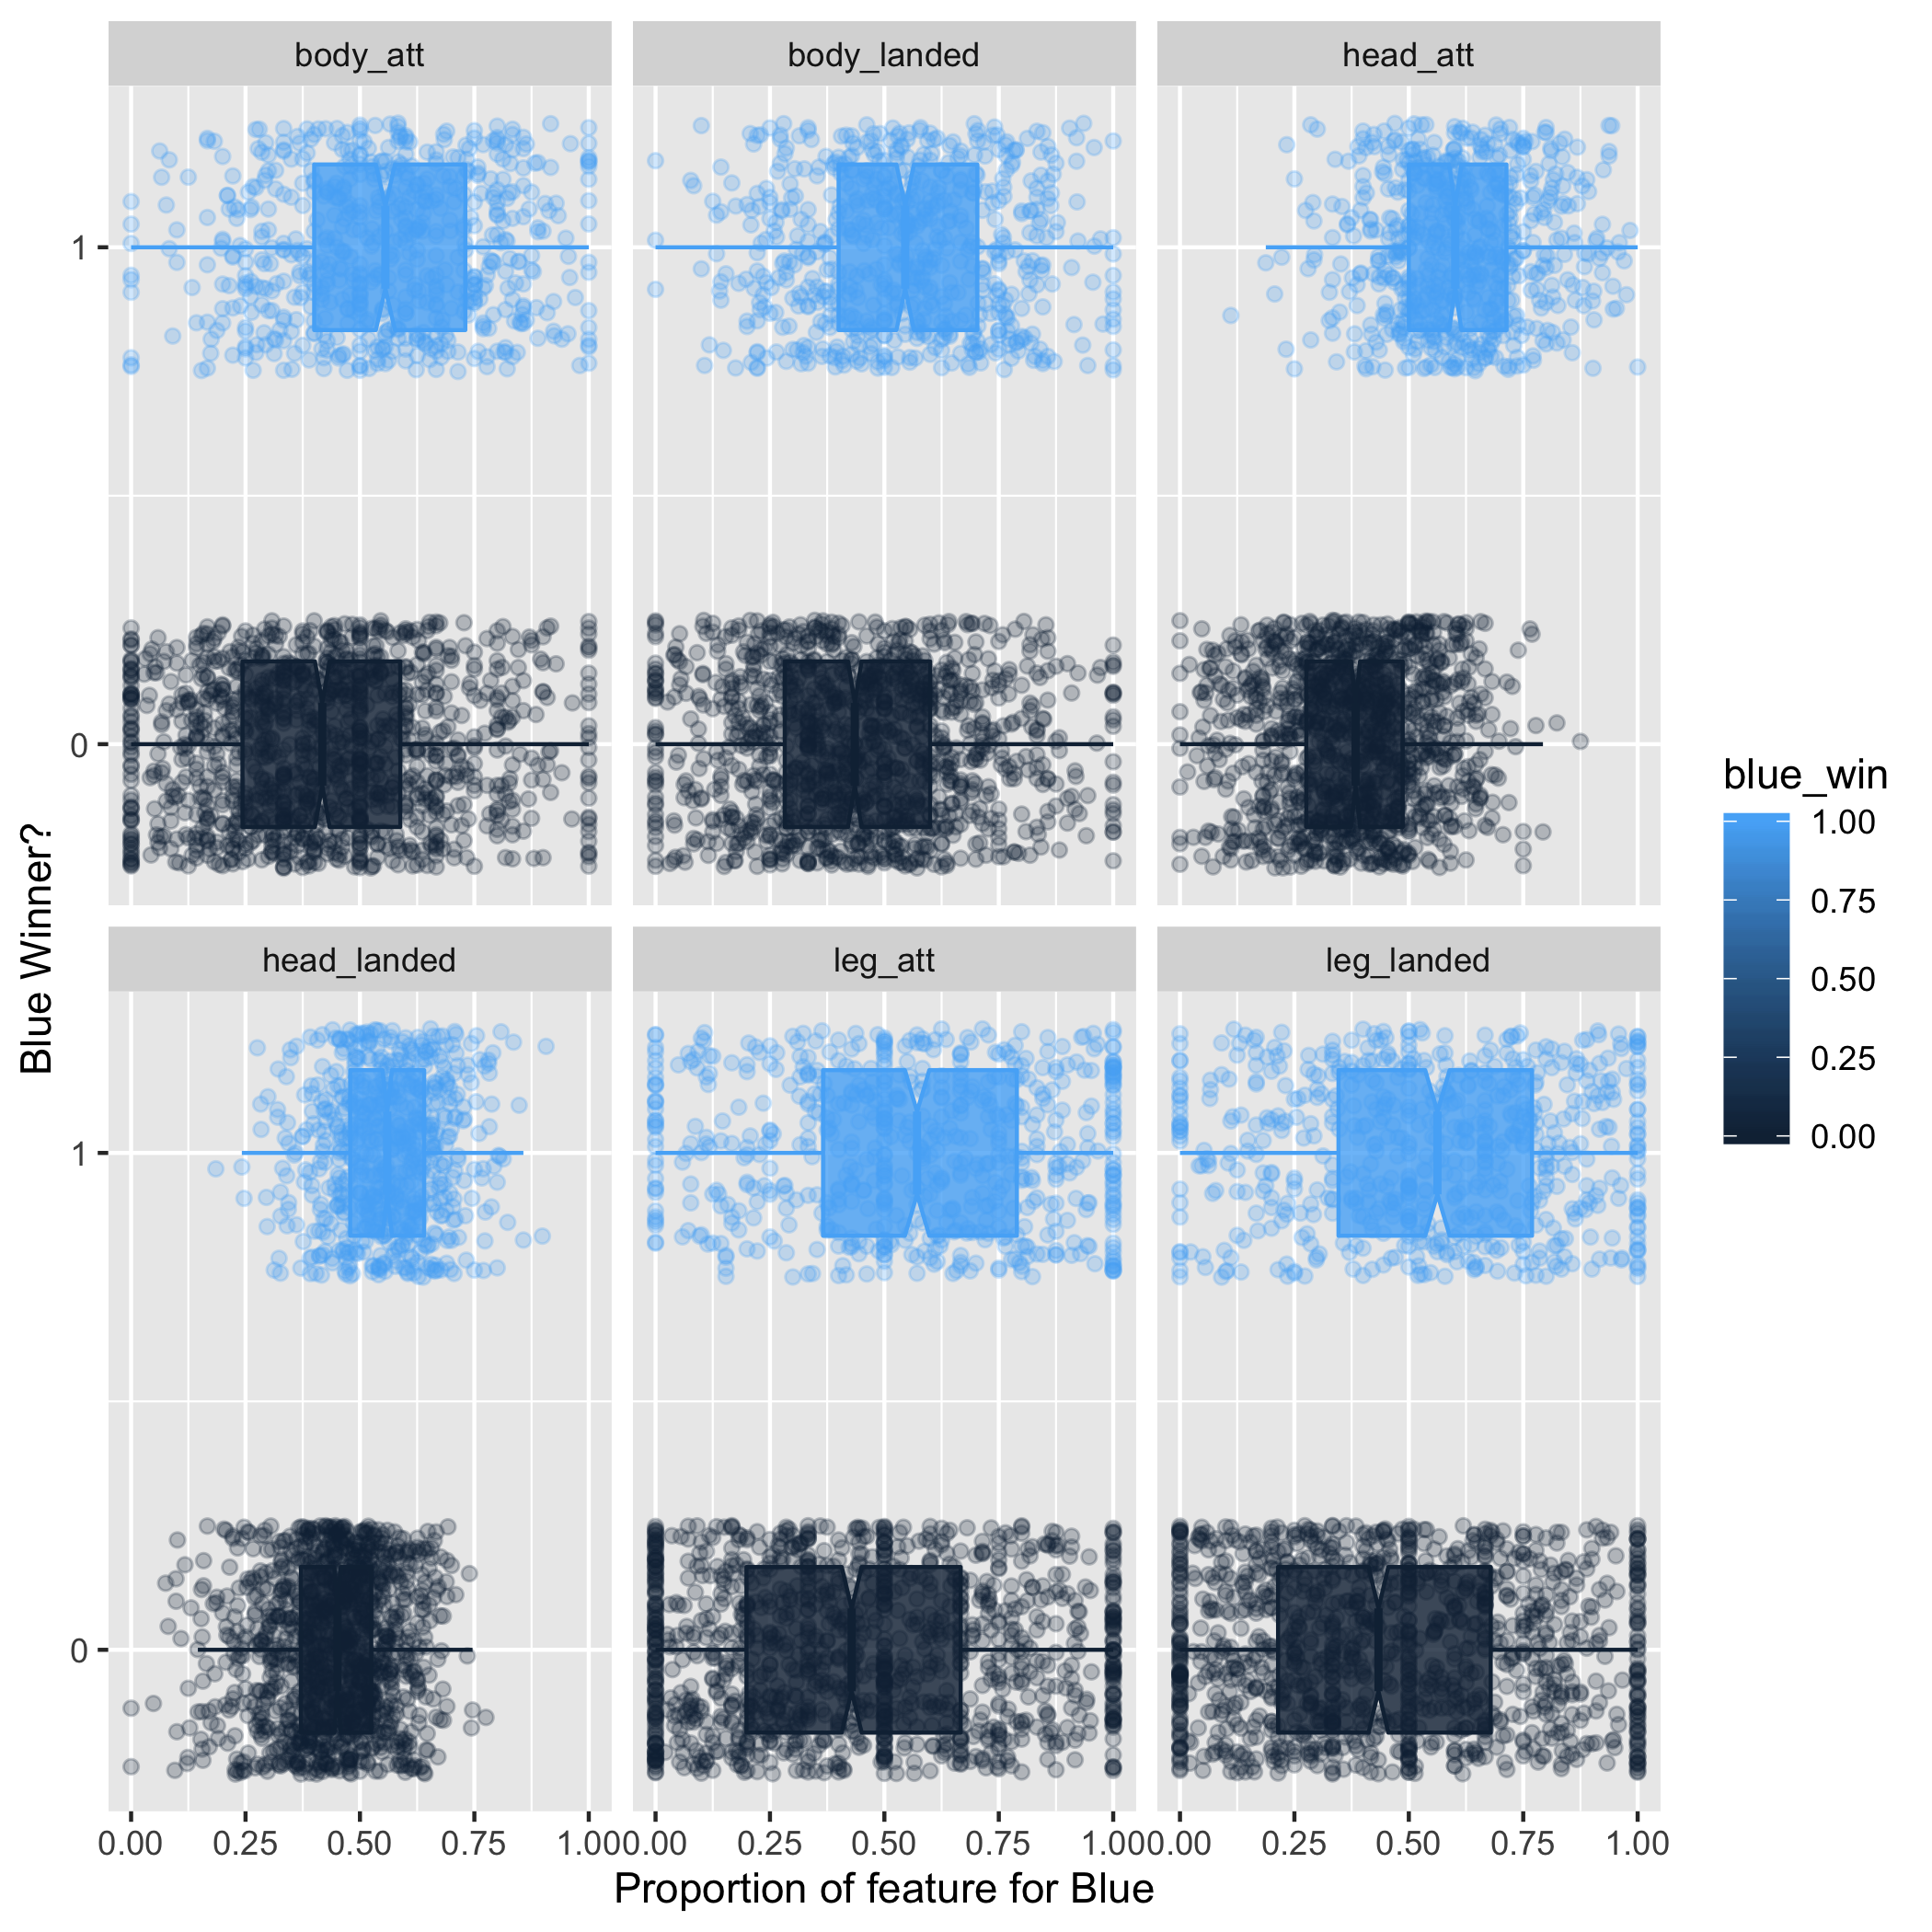 body_att
body_landed
head_att
1
0
head_landed
leg_att
leg_landed
1
0
0.00 0.25 0.50 0.75 1.00
0.00 0.25 0.50 0.75 1.00
0.00 0.25 0.50 0.75 1.00
Proportion of feature for Blue
Blue Winner?
blue_win
1.00
0.75
0.50
0.25
0.00